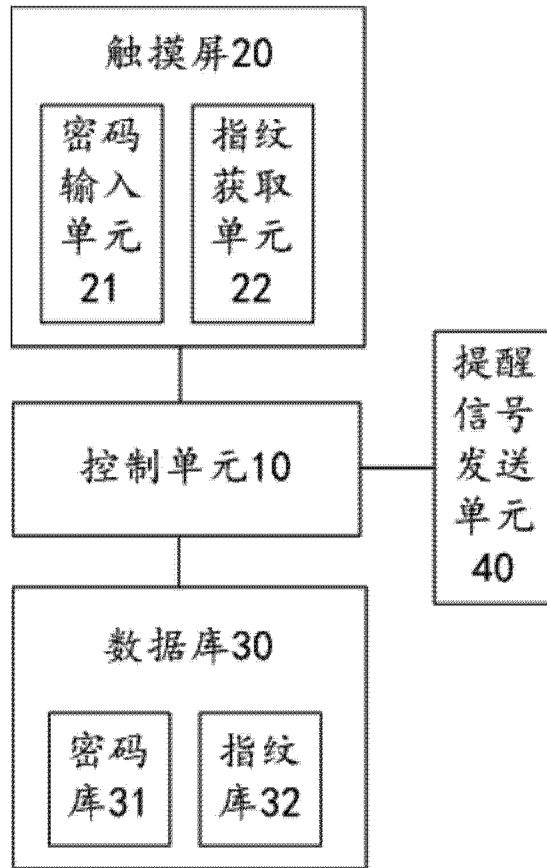 触摸屏20
密码
输入
单元
21
指纹
获取
单元
22
控制单元10
提醒
信号
发送
单元
40
数据库30
密码
库31
指纹
库32